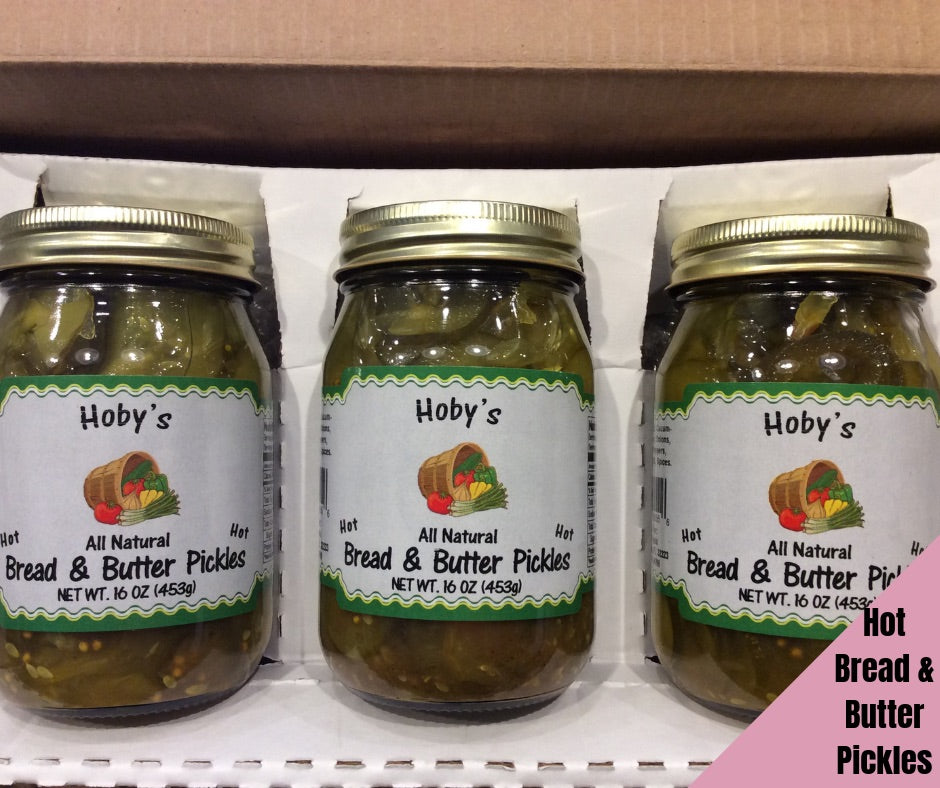 Hoby's
All Natural
Hot Hot
Bread & Butter Pickles
NET WT. 16 OZ (453g)
Hoby's
All Natural
Hot Hot
Bread & Butter Pickles
NET WT. 16 OZ (453g)
Hoby's
All Natural
Hot
Bread & Butter
NET WT. 16 OZ
Hot
Bread &
Butter
Pickles